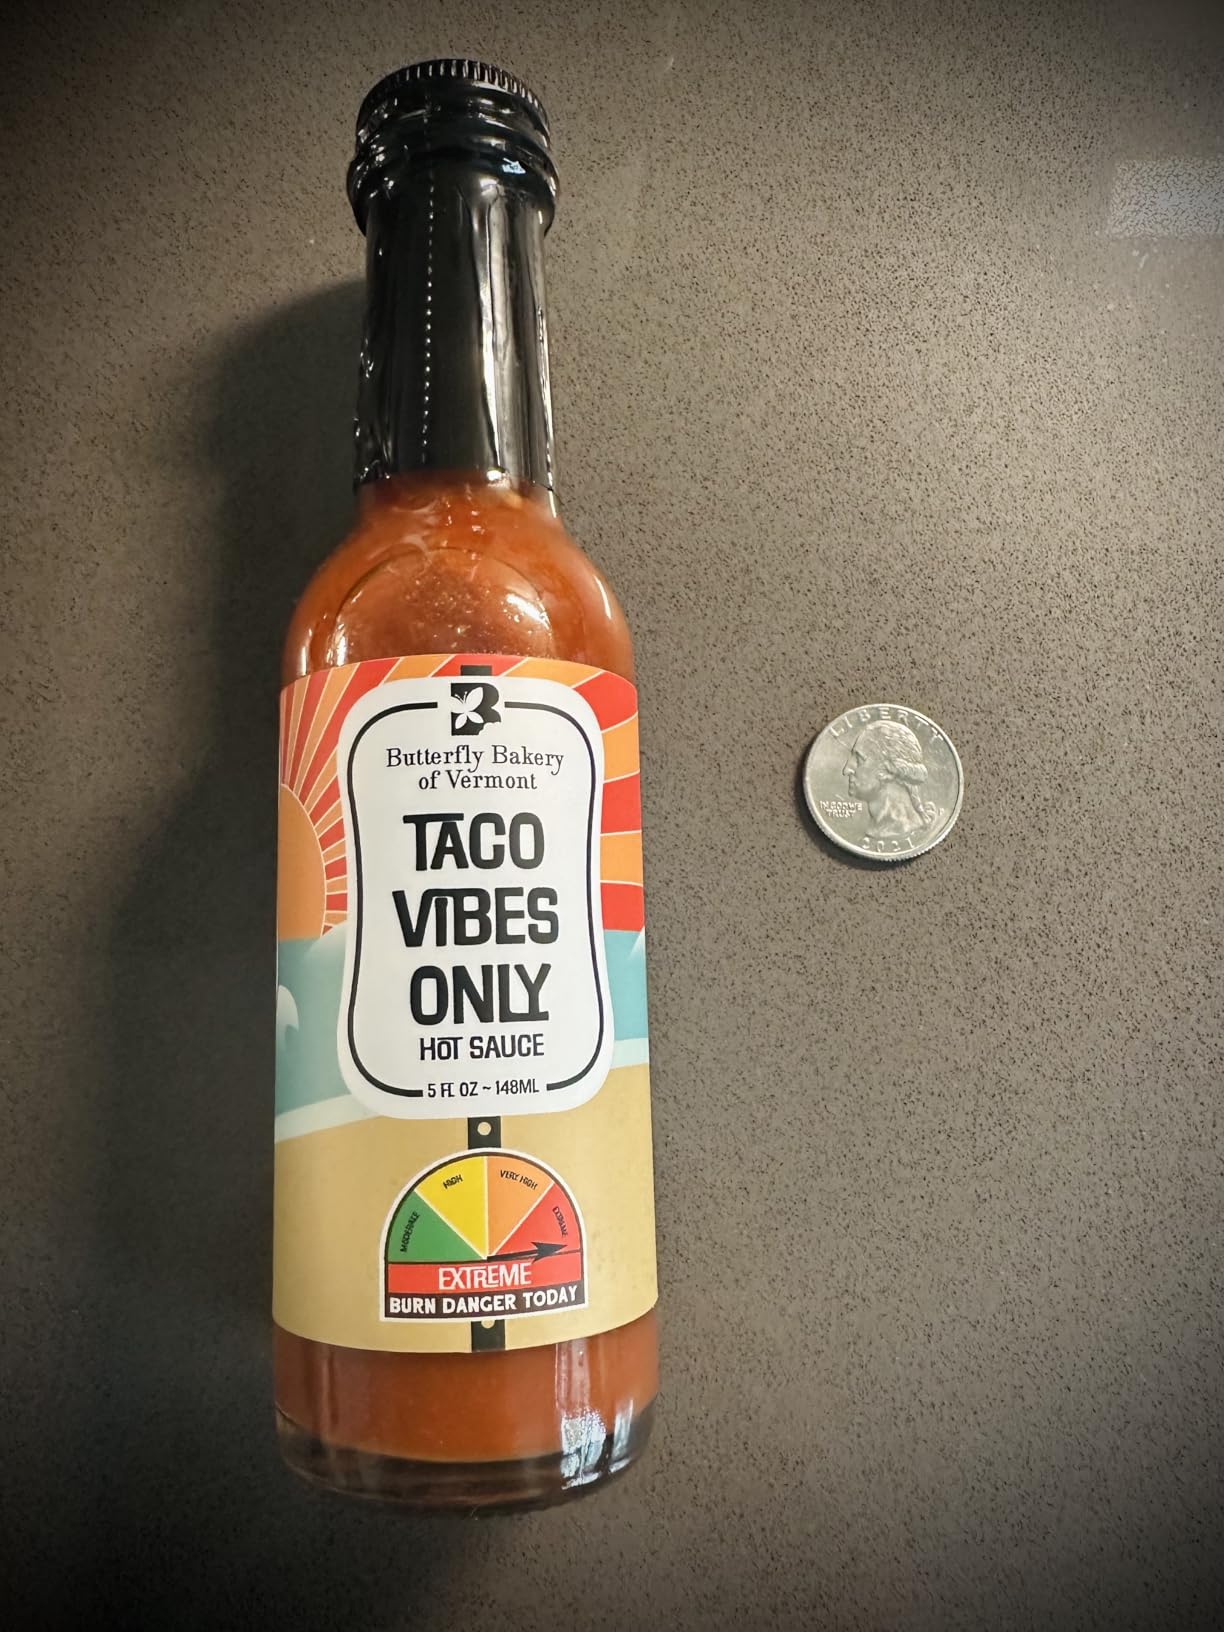 Butterfly Bakery
of Vermont
TACO
VIBES
ONLY
HOT SAUCE
5 FL OZ ~ 148ML
MODERATE
HIGH
VERY HIGH
EXTREME
EXTREME
BURN DANGER TODAY
LIBERTY
IN GOD WE
TRUST
P
2021